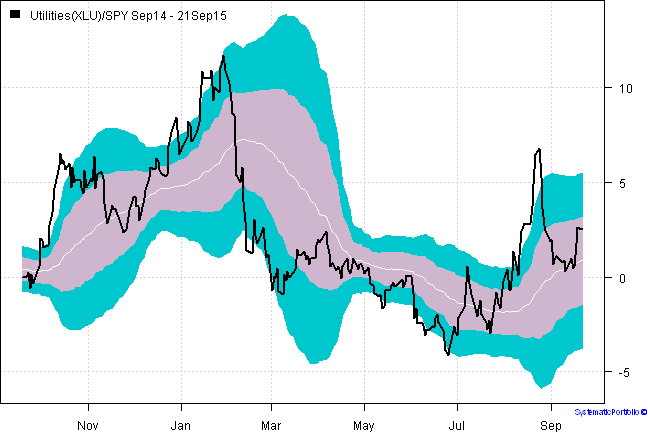 Utilities(XLU)/SPY Sep14 - 21Sep15
10
5
0
-5
Nov Jan Mar May Jul Sep
SystematicPortfolio ©